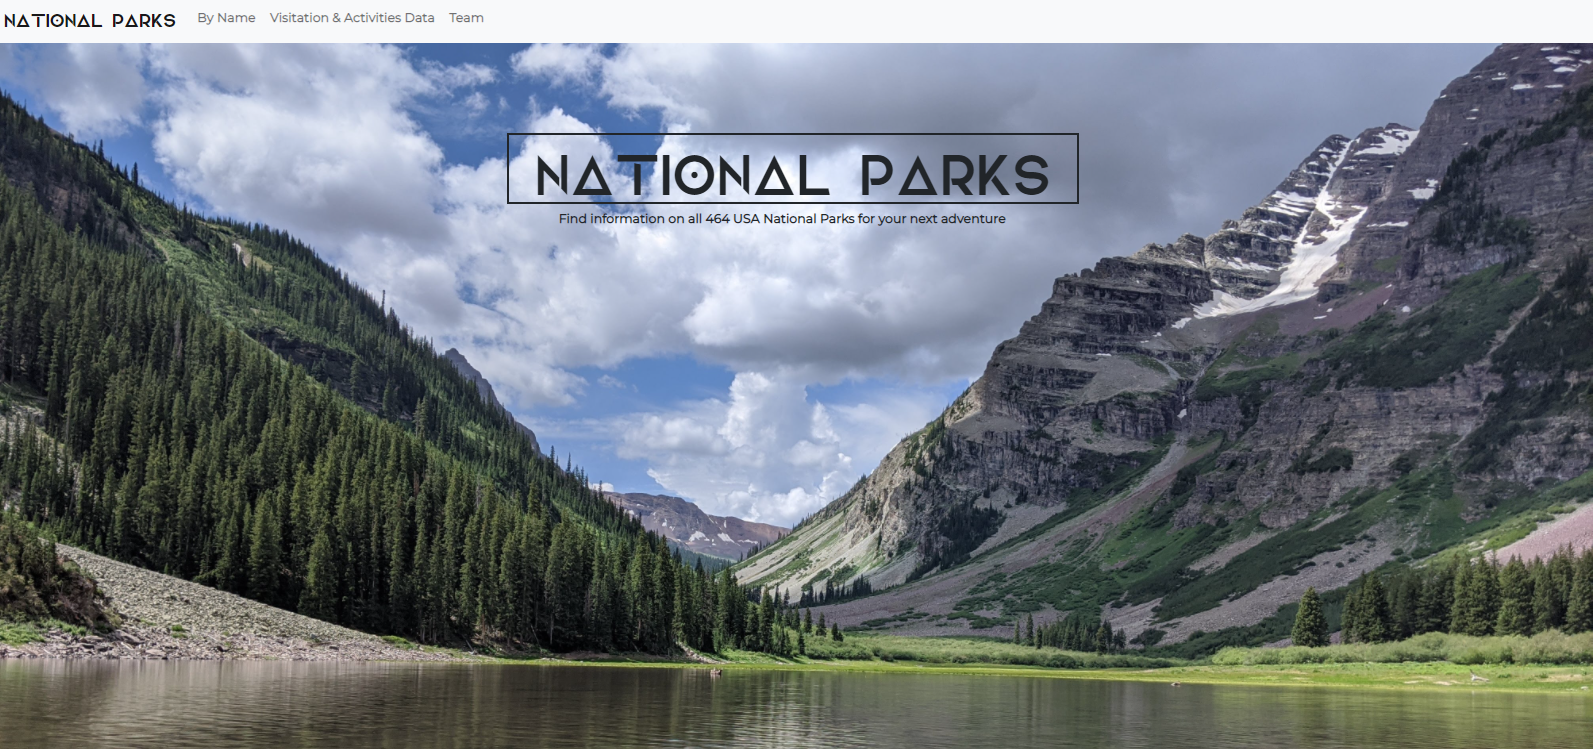 NATIONAL PARKS By Name Visitation & Activities Data Team
NATIONAL PARKS
Find information on all 464 USA National Parks for your next adventure